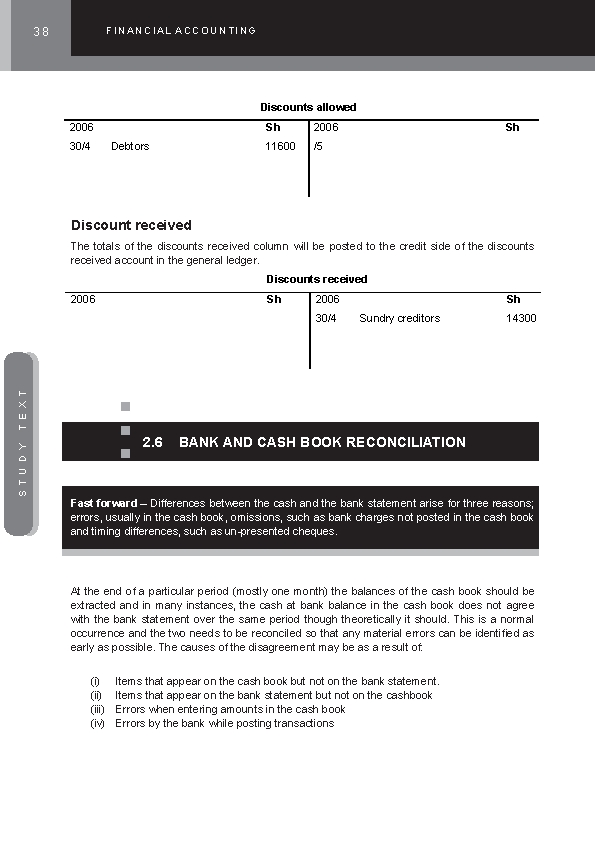 38
FINANCIAL ACCOUNTING
Discounts allowed
2006 Sh 2006 Sh
30/4 Debtors 11600 /5
Discount received
The totals of the discounts received column will be posted to the credit side of the discounts
received account in the general ledger.
Discounts received
2006 Sh 2006 Sh
30/4 Sundry creditors 14300
STUDY TEXT
2.6 BANK AND CASH BOOK RECONCILIATION
Fast forward – Differences between the cash and the bank statement arise for three reasons;
errors, usually in the cash book, omissions, such as bank charges not posted in the cash book
and timing differences, such as un-presented cheques.
At the end of a particular period (mostly one month) the balances of the cash book should be
extracted and in many instances, the cash at bank balance in the cash book does not agree
with the bank statement over the same period though theoretically it should. This is a normal
occurrence and the two needs to be reconciled so that any material errors can be identified as
early as possible. The causes of the disagreement may be as a result of:
(i) Items that appear on the cash book but not on the bank statement.
(ii) Items that appear on the bank statement but not on the cashbook
(iii) Errors when entering amounts in the cash book
(iv) Errors by the bank while posting transactions